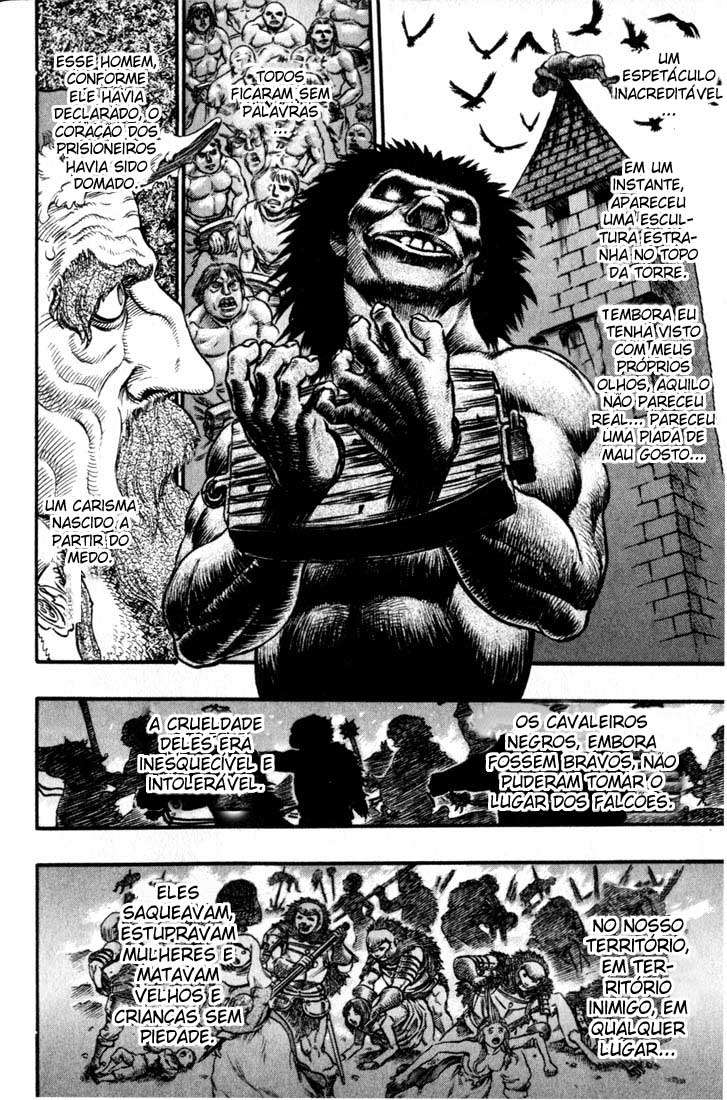 UM
ESPETÁCULO
INACREDITÁVEL
...
EM UM
INSTANTE,
APARECEU
UMA ESCUL-
TURA ESTRA-
NHA NO TOPO
DA TORRE.
TEMBORA EU
TENHA VISTO
COM MEUS
PRÓPRIOS
OLHOS, AQUILO
NÃO PARECEU
REAL... PARECEU
UMA PIADA DE
MAU GOSTO...
TODOS
FICARAM SEM
PALAVRAS
...
ESSE HOMEM,
CONFORME
ELE HAVIA
DECLARADO, O
CORAÇÃO DOS
PRISIONEIROS
HAVIA SIDO
DOMADO.
UM CARISMA
NASCIDO A
PARTIR DO
MEDO.
OS CAVALEIROS
NEGROS, EMBORA
FOSSEM BRAVOS, NÃO
PUDERAM TOMAR O
LUGAR DOS FALCÕES.
A CRUELDADE
DELES ERA
INESQUECÍVEL E
INTOLERÁVEL.
NO NOSSO
TERRITÓRIO,
EM TER-
RITÓRIO
INIMIGO, EM
QUALQUER
LUGAR...
ELES
SAQUEAVAM,
ESTUPRAVAM
MULHERES E
MATAVAM
VELHOS E
CRIANÇAS SEM
PIEDADE.